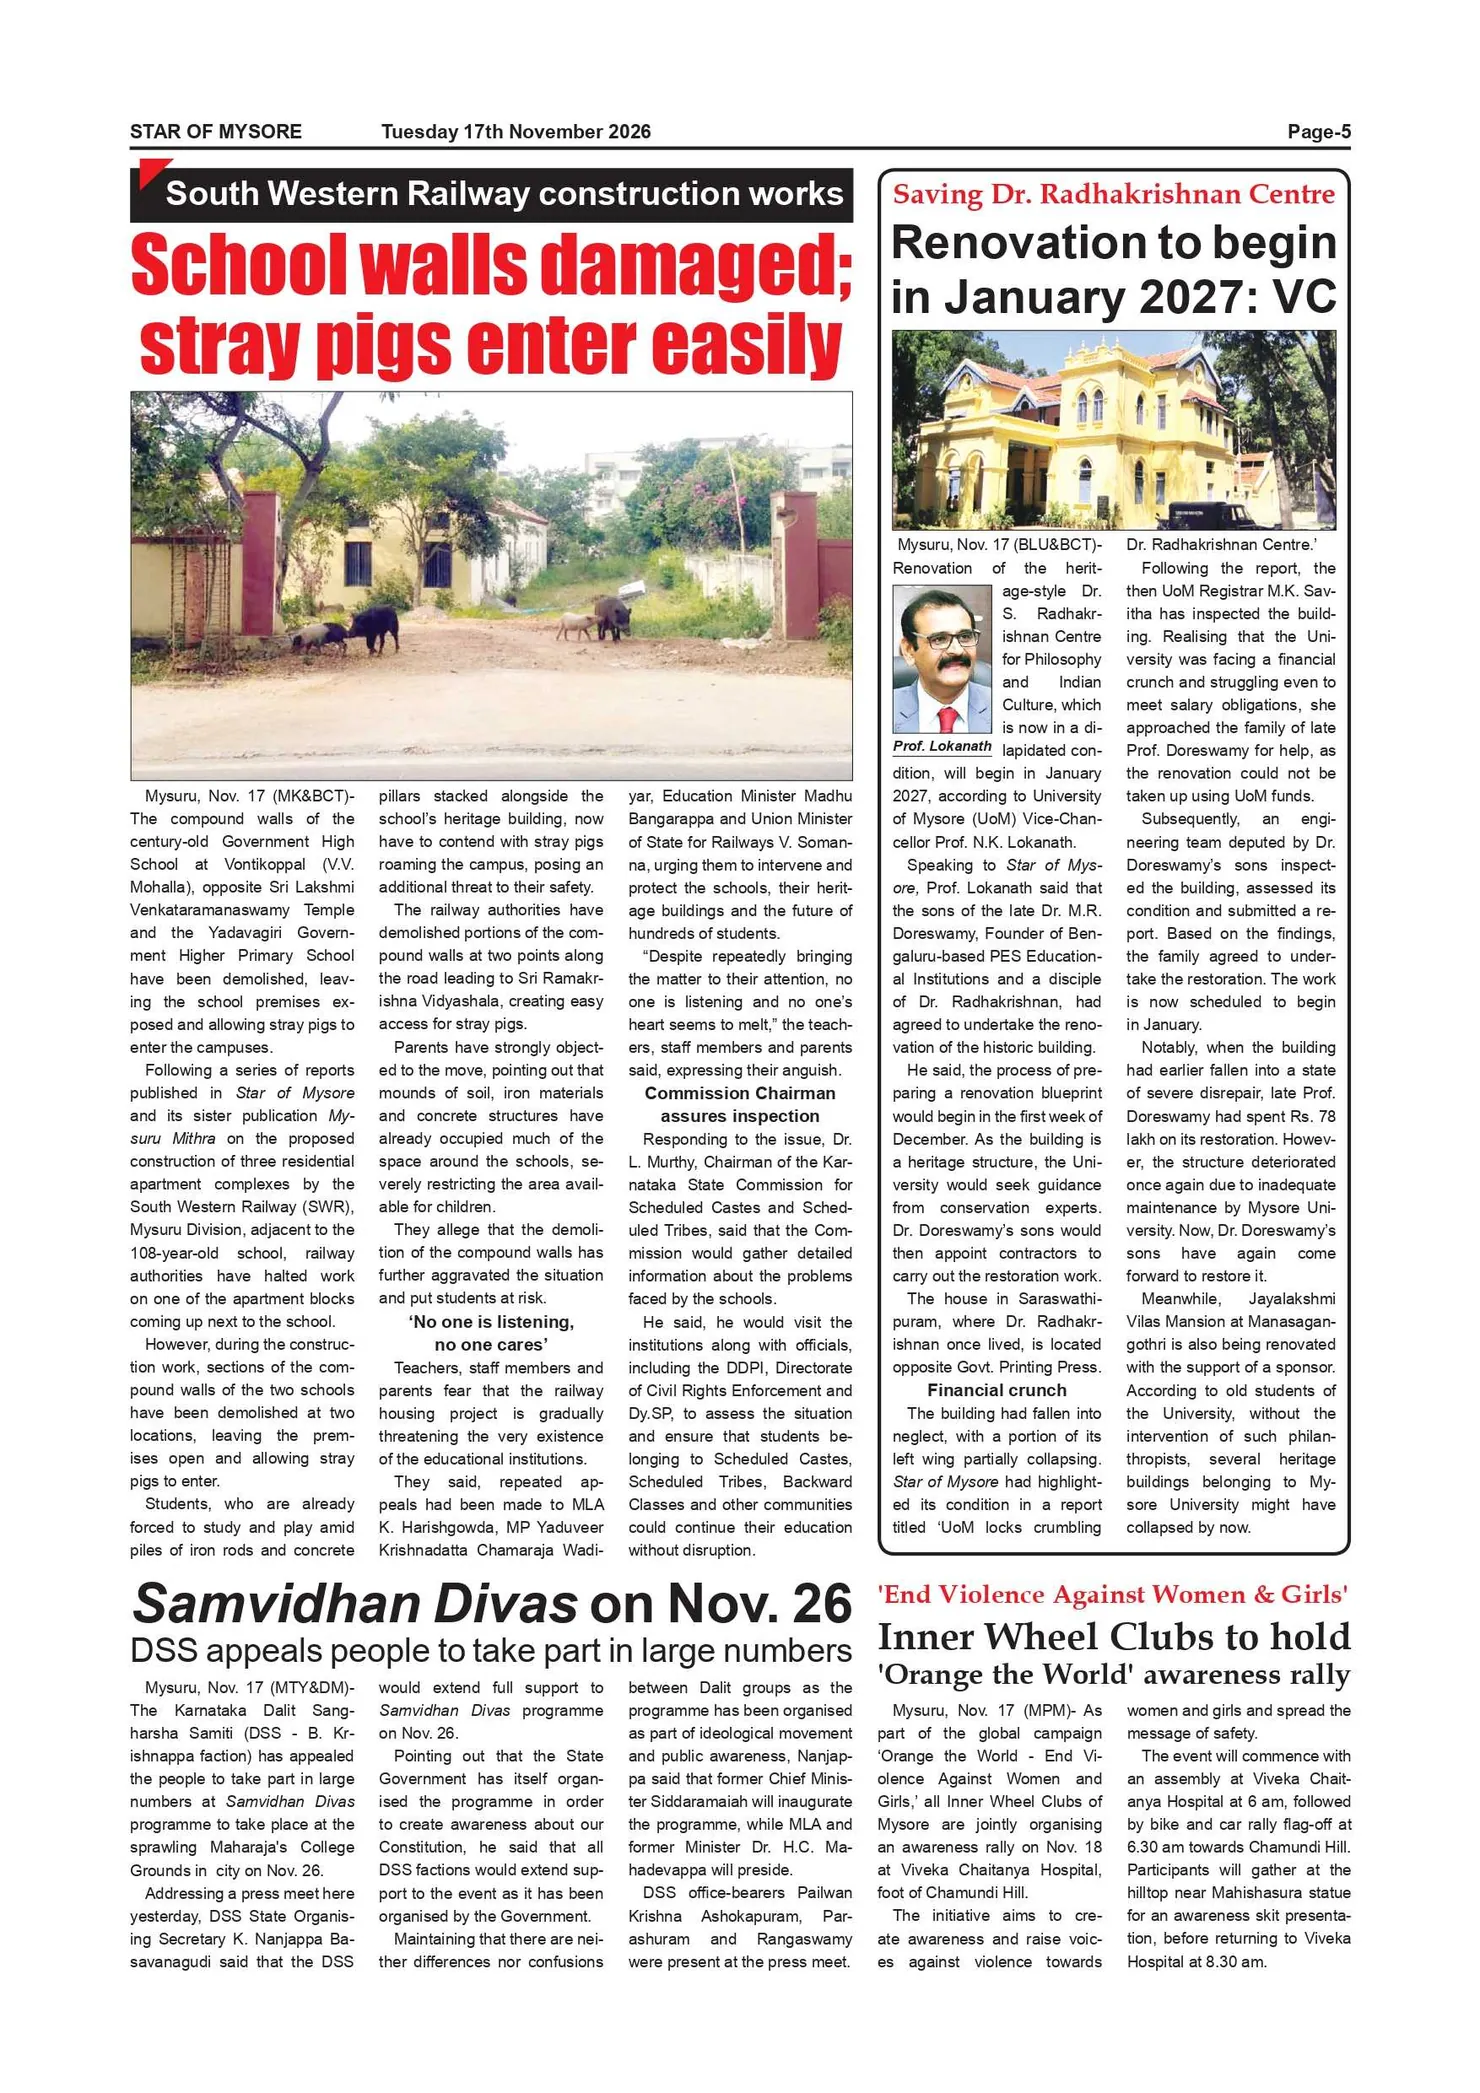 STAR OF MYSORE Tuesday 17th November 2026 Page-5
South Western Railway construction works
School walls damaged;
stray pigs enter easily
Mysuru, Nov. 17 (MK&BCT)-
The compound walls of the
century-old Government High
School at Vontikoppal (V.V.
Mohalla), opposite Sri Lakshmi
Venkataramanaswamy Temple
and the Yadavagiri Govern-
ment Higher Primary School
have been demolished, leav-
ing the school premises ex-
posed and allowing stray pigs to
enter the campuses.
Following a series of reports
published in Star of Mysore
and its sister publication My-
suru Mithra on the proposed
construction of three residential
apartment complexes by the
South Western Railway (SWR),
Mysuru Division, adjacent to the
108-year-old school, railway
authorities have halted work
on one of the apartment blocks
coming up next to the school.
However, during the construc-
tion work, sections of the com-
pound walls of the two schools
have been demolished at two
locations, leaving the prem-
ises open and allowing stray
pigs to enter.
Students, who are already
forced to study and play amid
piles of iron rods and concrete
pillars stacked alongside the
school's heritage building, now
have to contend with stray pigs
roaming the campus, posing an
additional threat to their safety.
The railway authorities have
demolished portions of the com-
pound walls at two points along
the road leading to Sri Ramakr-
ishna Vidyashala, creating easy
access for stray pigs.
Parents have strongly object-
ed to the move, pointing out that
mounds of soil, iron materials
and concrete structures have
already occupied much of the
space around the schools, se-
verely restricting the area avail-
able for children.
They allege that the demoli-
tion of the compound walls has
further aggravated the situation
and put students at risk.
‘No one is listening,
no one cares’
Teachers, staff members and
parents fear that the railway
housing project is gradually
threatening the very existence
of the educational institutions.
They said, repeated ap-
peals had been made to MLA
K. Harishgowda, MP Yaduveer
Krishnadatta Chamaraja Wadi-
yar, Education Minister Madhu
Bangarappa and Union Minister
of State for Railways V. Soman-
na, urging them to intervene and
protect the schools, their herit-
age buildings and the future of
hundreds of students.
“Despite repeatedly bringing
the matter to their attention, no
one is listening and no one’s
heart seems to melt,” the teach-
ers, staff members and parents
said, expressing their anguish.
Commission Chairman
assures inspection
Responding to the issue, Dr.
L. Murthy, Chairman of the Kar-
nataka State Commission for
Scheduled Castes and Sched-
uled Tribes, said that the Com-
mission would gather detailed
information about the problems
faced by the schools.
He said, he would visit the
institutions along with officials,
including the DDPI, Directorate
of Civil Rights Enforcement and
Dy.SP, to assess the situation
and ensure that students be-
longing to Scheduled Castes,
Scheduled Tribes, Backward
Classes and other communities
could continue their education
without disruption.
Saving Dr. Radhakrishnan Centre
Renovation to begin
in January 2027: VC
Mysuru, Nov. 17 (BLU&BCT)-
Renovation of the herit-
age-style Dr.
S. Radhakr-
ishnan Centre
for Philosophy
and Indian
Culture, which
is now in a di-
Prof. Lokanath
lapidated con-
dition, will begin in January
2027, according to University
of Mysore (UoM) Vice-Chan-
cellor Prof. N.K. Lokanath.
Speaking to Star of Mys-
ore, Prof. Lokanath said that
the sons of the late Dr. M.R.
Doreswamy, Founder of Ben-
galuru-based PES Education-
al Institutions and a disciple
of Dr. Radhakrishnan, had
agreed to undertake the reno-
vation of the historic building.
He said, the process of pre-
paring a renovation blueprint
would begin in the first week of
December. As the building is
a heritage structure, the Uni-
versity would seek guidance
from conservation experts.
Dr. Doreswamy’s sons would
then appoint contractors to
carry out the restoration work.
The house in Saraswathi-
puram, where Dr. Radhakr-
ishnan once lived, is located
opposite Govt. Printing Press.
Financial crunch
The building had fallen into
neglect, with a portion of its
left wing partially collapsing.
Star of Mysore had highlight-
ed its condition in a report
titled ‘UoM locks crumbling
Dr. Radhakrishnan Centre.’
Following the report, the
then UoM Registrar M.K. Sav-
itha has inspected the build-
ing. Realising that the Uni-
versity was facing a financial
crunch and struggling even to
meet salary obligations, she
approached the family of late
Prof. Doreswamy for help, as
the renovation could not be
taken up using UoM funds.
Subsequently, an engi-
neering team deputed by Dr.
Doreswamy’s sons inspect-
ed the building, assessed its
condition and submitted a re-
port. Based on the findings,
the family agreed to under-
take the restoration. The work
is now scheduled to begin
in January.
Notably, when the building
had earlier fallen into a state
of severe disrepair, late Prof.
Doreswamy had spent Rs. 78
lakh on its restoration. Howev-
er, the structure deteriorated
once again due to inadequate
maintenance by Mysore Uni-
versity. Now, Dr. Doreswamy’s
sons have again come
forward to restore it.
Meanwhile, Jayalakshmi
Vilas Mansion at Manasagan-
gothri is also being renovated
with the support of a sponsor.
According to old students of
the University, without the
intervention of such philan-
thropists, several heritage
buildings belonging to My-
sore University might have
collapsed by now.
Samvidhan Divas on Nov. 26
DSS appeals people to take part in large numbers
Mysuru, Nov. 17 (MTY&DM)-
The Karnataka Dalit Sang-
harsha Samiti (DSS - B. Kr-
ishnappa faction) has appealed
the people to take part in large
numbers at Samvidhan Divas
programme to take place at the
sprawling Maharaja's College
Grounds in city on Nov. 26.
Addressing a press meet here
yesterday, DSS State Organis-
ing Secretary K. Nanjappa Ba-
savanagudi said that the DSS
would extend full support to
Samvidhan Divas programme
on Nov. 26.
Pointing out that the State
Government has itself organ-
ised the programme in order
to create awareness about our
Constitution, he said that all
DSS factions would extend sup-
port to the event as it has been
organised by the Government.
Maintaining that there are nei-
ther differences nor confusions
between Dalit groups as the
programme has been organised
as part of ideological movement
and public awareness, Nanjap-
pa said that former Chief Minis-
ter Siddaramaiah will inaugurate
the programme, while MLA and
former Minister Dr. H.C. Ma-
hadevappa will preside.
DSS office-bearers Pailwan
Krishna Ashokapuram, Par-
ashuram and Rangaswamy
were present at the press meet.
'End Violence Against Women & Girls'
Inner Wheel Clubs to hold
'Orange the World' awareness rally
Mysuru, Nov. 17 (MPM)- As
part of the global campaign
‘Orange the World - End Vi-
olence Against Women and
Girls,’ all Inner Wheel Clubs of
Mysore are jointly organising
an awareness rally on Nov. 18
at Viveka Chaitanya Hospital,
foot of Chamundi Hill.
The initiative aims to cre-
ate awareness and raise voic-
es against violence towards
women and girls and spread the
message of safety.
The event will commence with
an assembly at Viveka Chait-
anya Hospital at 6 am, followed
by bike and car rally flag-off at
6.30 am towards Chamundi Hill.
Participants will gather at the
hilltop near Mahishasura statue
for an awareness skit presenta-
tion, before returning to Viveka
Hospital at 8.30 am.